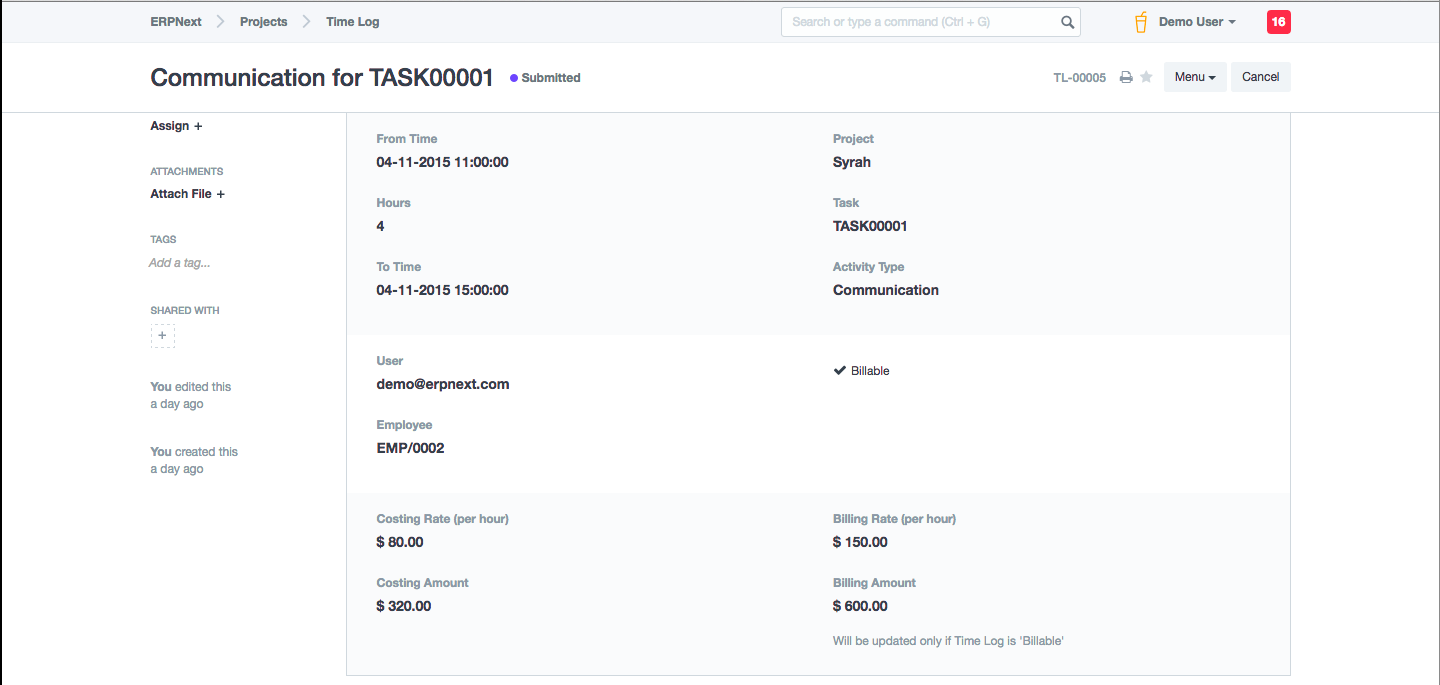 ERPNext Projects Time Log Search or type a command (Ctrl + G) Demo User 16
Communication for TASK00001 Submitted TL-00005 Menu Cancel
Assign +
ATTACHMENTS
Attach File +
TAGS
Add a tag...
SHARED WITH
+
You edited this
a day ago
You created this
a day ago
From Time
04-11-2015 11:00:00
Hours
4
To Time
04-11-2015 15:00:00
Project
Syrah
Task
TASK00001
Activity Type
Communication
User
demo@erpnext.com
Employee
EMP/0002
Billable
Costing Rate (per hour)
$ 80.00
Costing Amount
$ 320.00
Billing Rate (per hour)
$ 150.00
Billing Amount
$ 600.00
Will be updated only if Time Log is 'Billable'